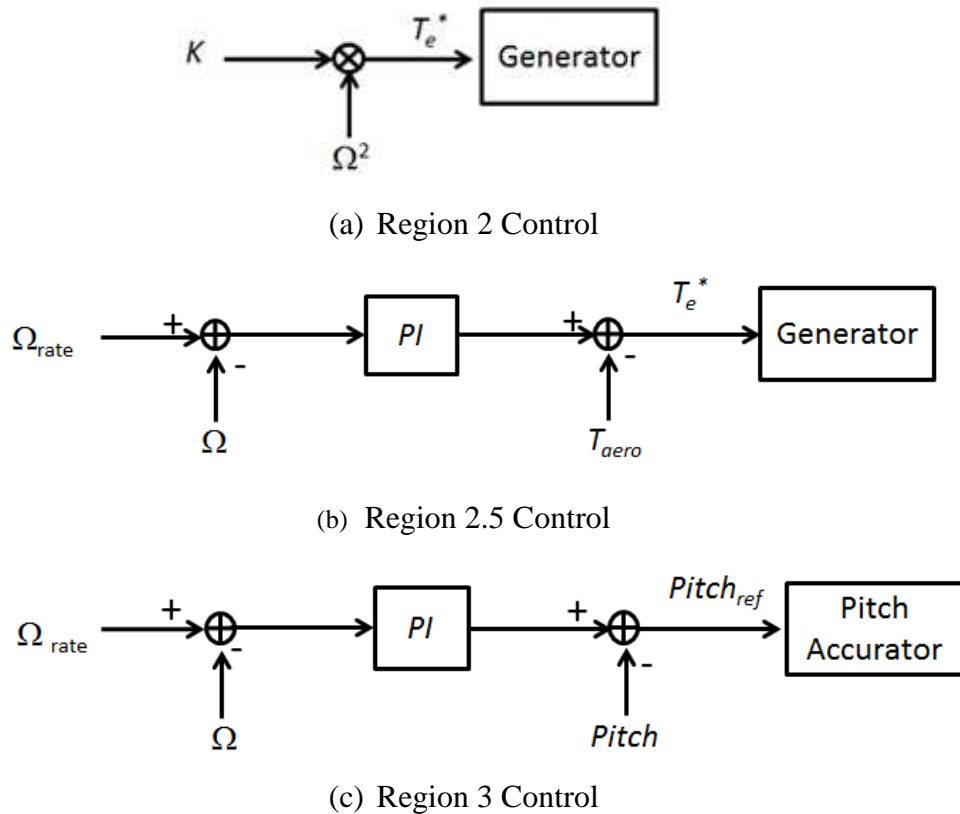 K
T_e^*
Generator
Ω²
(a) Region 2 Control
Ω_rate
+
-
Ω
PI
+
-
T_aero
T_e^*
Generator
(b) Region 2.5 Control
Ω rate
+
-
Ω
PI
+
-
Pitch
Pitch_ref
Pitch
Accurator
(c) Region 3 Control